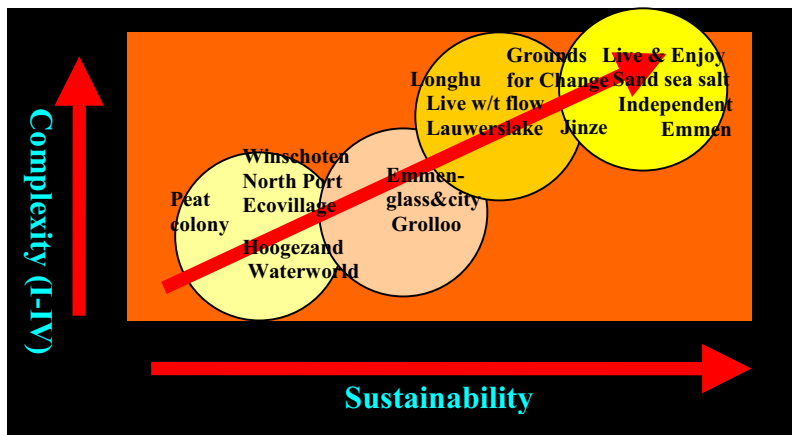 Complexity (I-IV)
Peat
colony
Winschoten
North Port
Ecovillage
Hoogezand
Waterworld
Emmen-
glass&city
Grolloo
Longhu
Live w/t flow
Lauwerslake
Grounds
for Change
Jinze
Live & Enjoy
Sand sea salt
Independent
Emmen
Sustainability